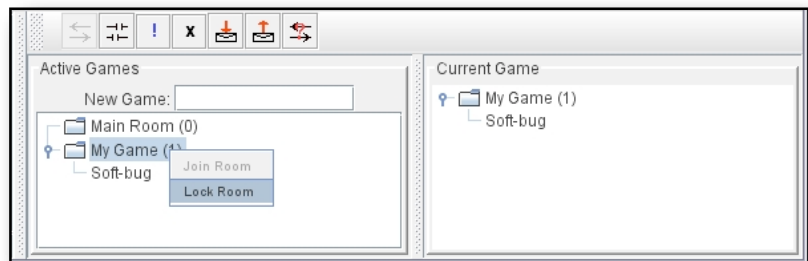 ! x
Active Games
New Game:
Main Room (0)
My Game (1)
Soft-bug
Join Room
Lock Room
Current Game
My Game (1)
Soft-bug